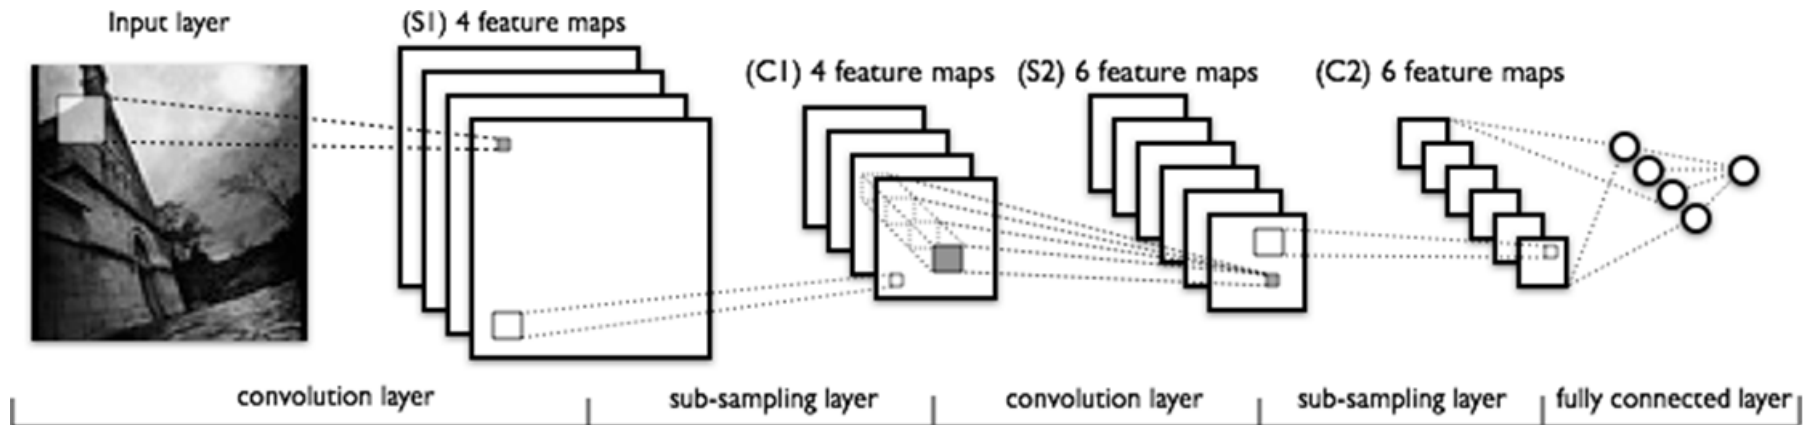 Input layer
(S1) 4 feature maps
(C1) 4 feature maps
(S2) 6 feature maps
(C2) 6 feature maps
convolution layer
sub-sampling layer
convolution layer
sub-sampling layer
fully connected layer